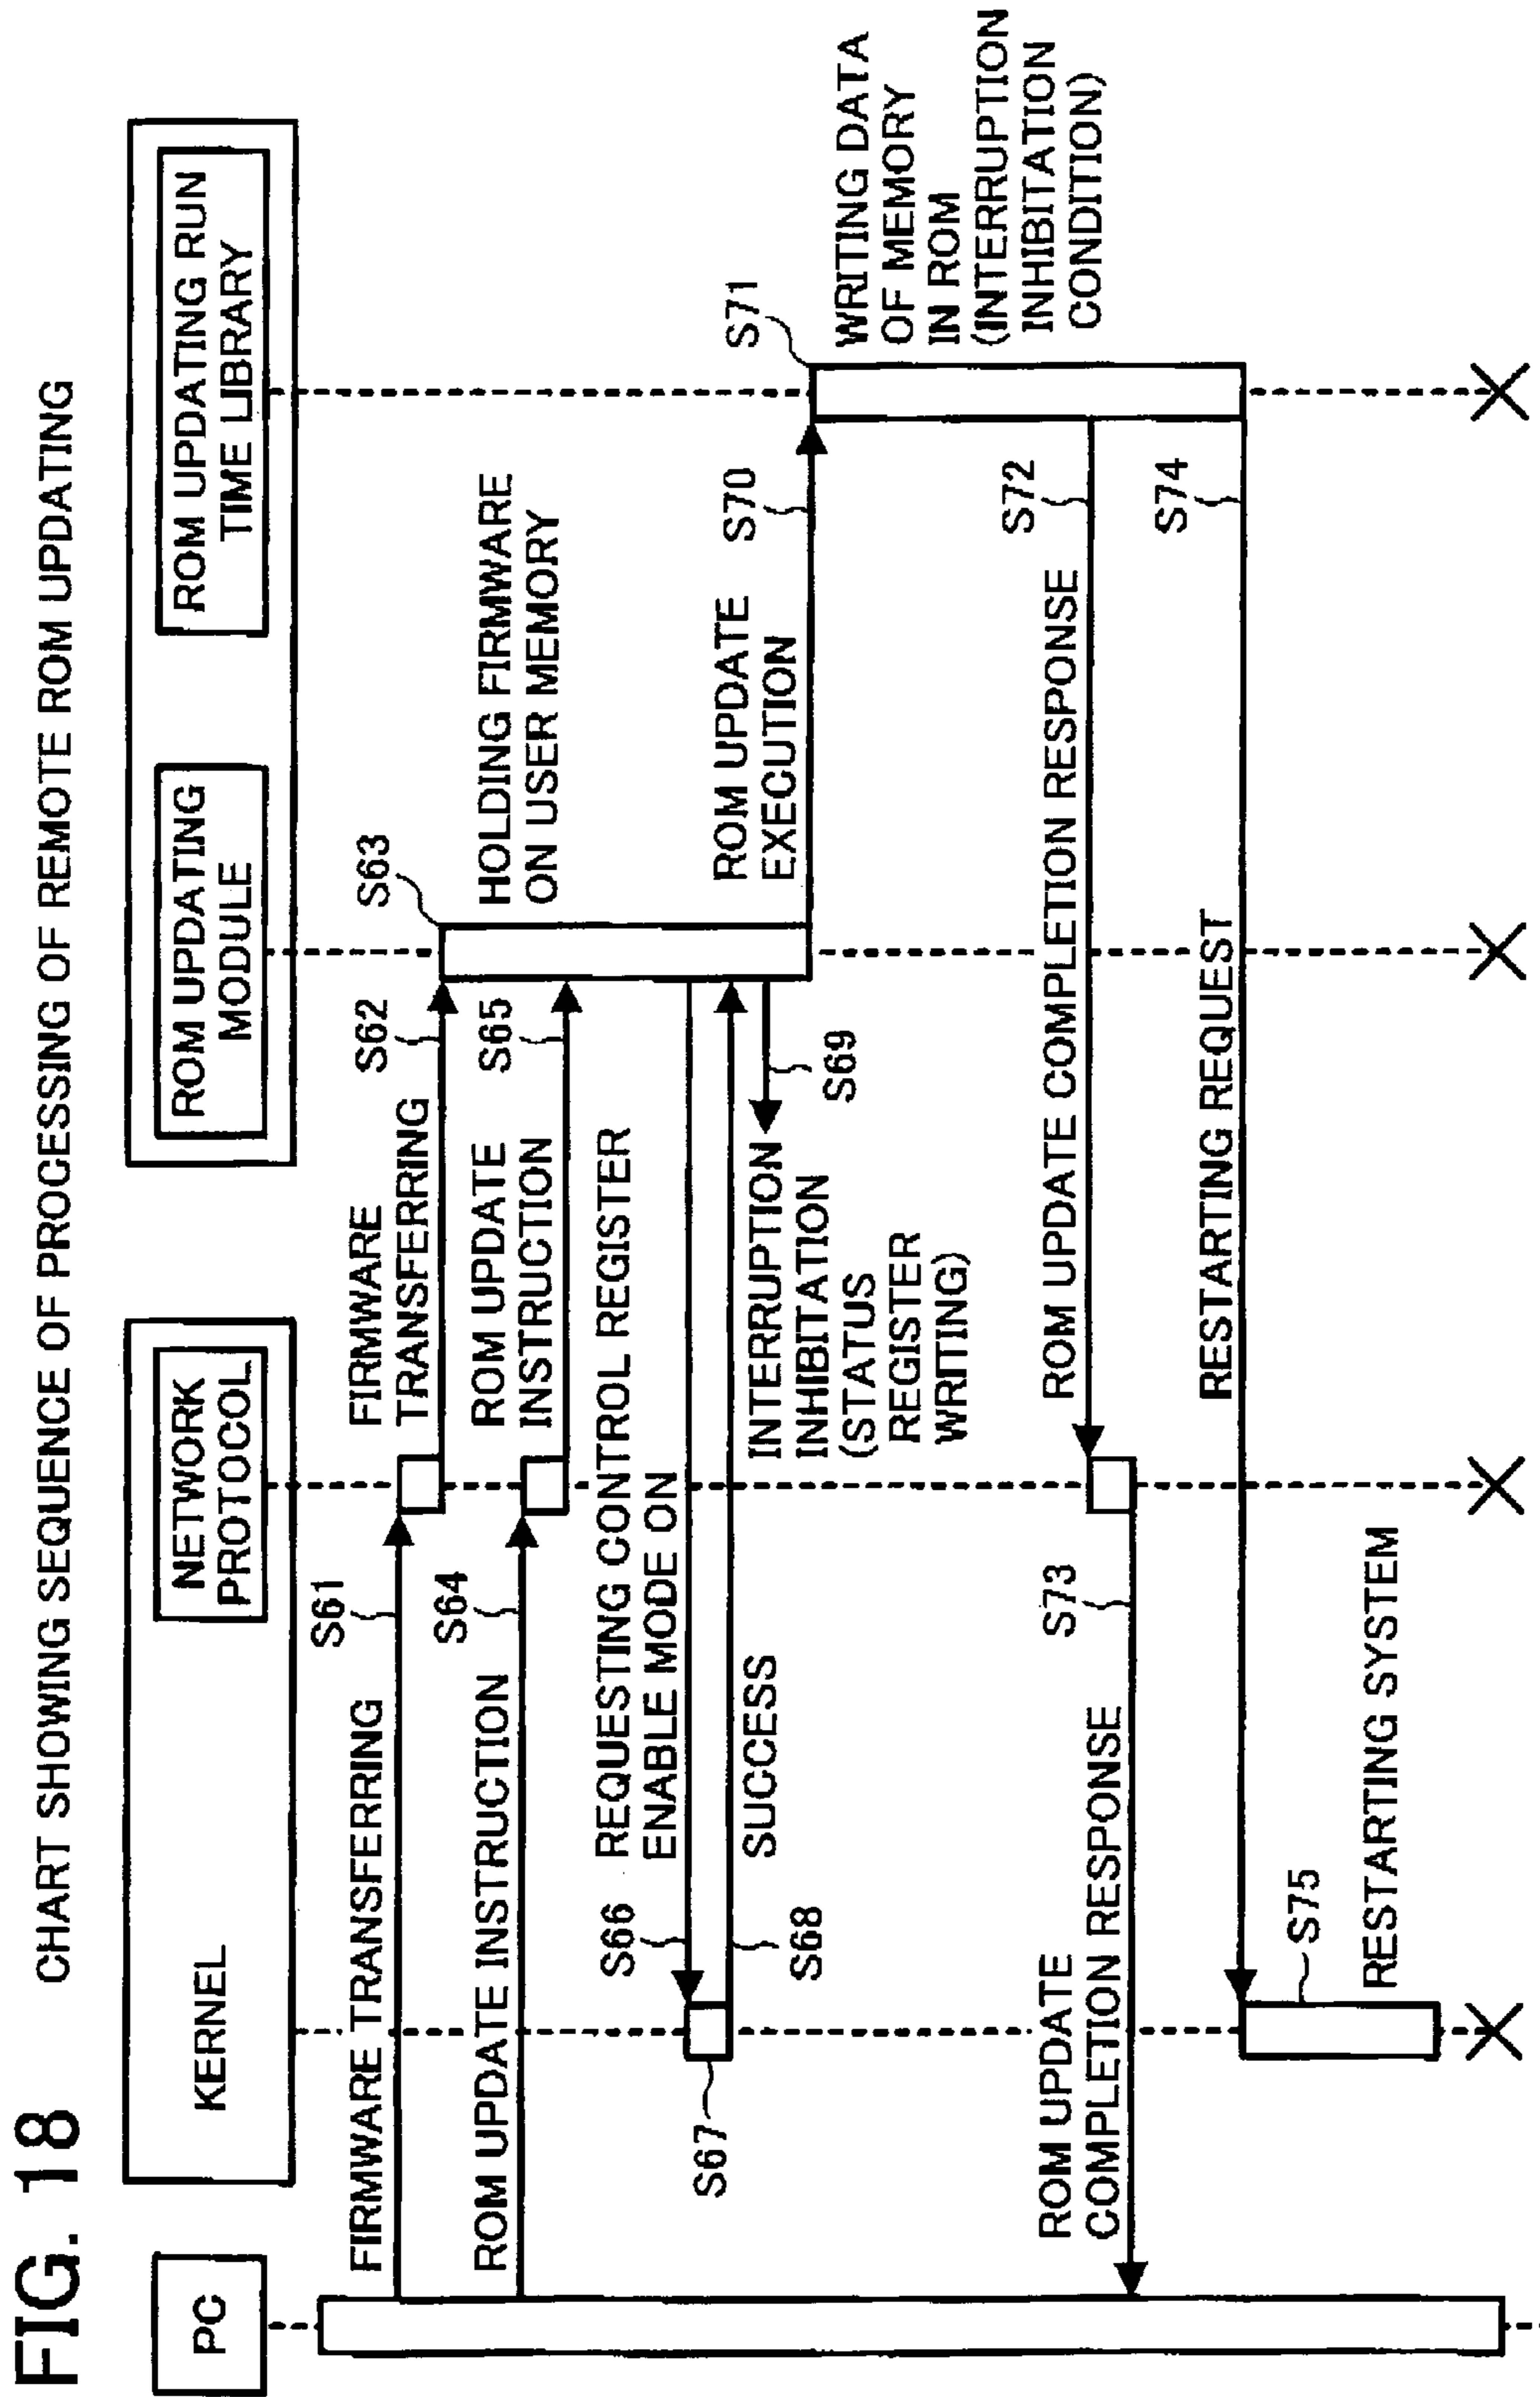 FIG. 18
CHART SHOWING SEQUENCE OF PROCESSING OF REMOTE ROM UPDATING
PC
KERNEL
NETWORK
PROTOCOL
ROM UPDATING
MODULE
ROM UPDATING RUN
TIME LIBRARY
FIRMWARE TRANSFERRING
S61
FIRMWARE
TRANSFERRING
S62
S63
HOLDING FIRMWARE
ON USER MEMORY
ROM UPDATE INSTRUCTION
S64
ROM UPDATE
INSTRUCTION
S65
S66
REQUESTING CONTROL REGISTER
ENABLE MODE ON
S67
S68
SUCCESS
INTERRUPTION
INHIBITATION
(STATUS
REGISTER
WRITING)
S69
ROM UPDATE
EXECUTION
S70
S71
WRITING DATA
OF MEMORY
IN ROM
(INTERRUPTION
INHIBITATION
CONDITION)
ROM UPDATE COMPLETION RESPONSE
S72
ROM UPDATE
COMPLETION RESPONSE
S73
RESTARTING REQUEST
S74
S75
RESTARTING SYSTEM